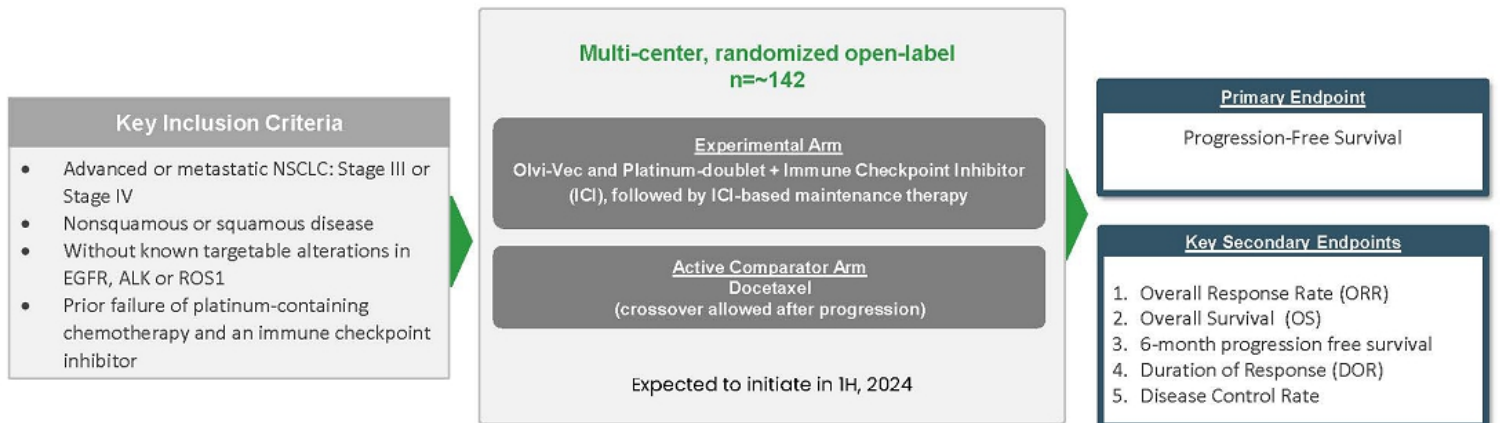 Key Inclusion Criteria
• Advanced or metastatic NSCLC: Stage III or
Stage IV
• Nonsquamous or squamous disease
• Without known targetable alterations in
EGFR, ALK or ROS1
• Prior failure of platinum-containing
chemotherapy and an immune checkpoint
inhibitor
Multi-center, randomized open-label
n=~142
Experimental Arm
Olvi-Vec and Platinum-doublet + Immune Checkpoint Inhibitor
(ICI), followed by ICI-based maintenance therapy
Active Comparator Arm
Docetaxel
(crossover allowed after progression)
Expected to initiate in 1H, 2024
Primary Endpoint
Progression-Free Survival
Key Secondary Endpoints
1. Overall Response Rate (ORR)
2. Overall Survival (OS)
3. 6-month progression free survival
4. Duration of Response (DOR)
5. Disease Control Rate